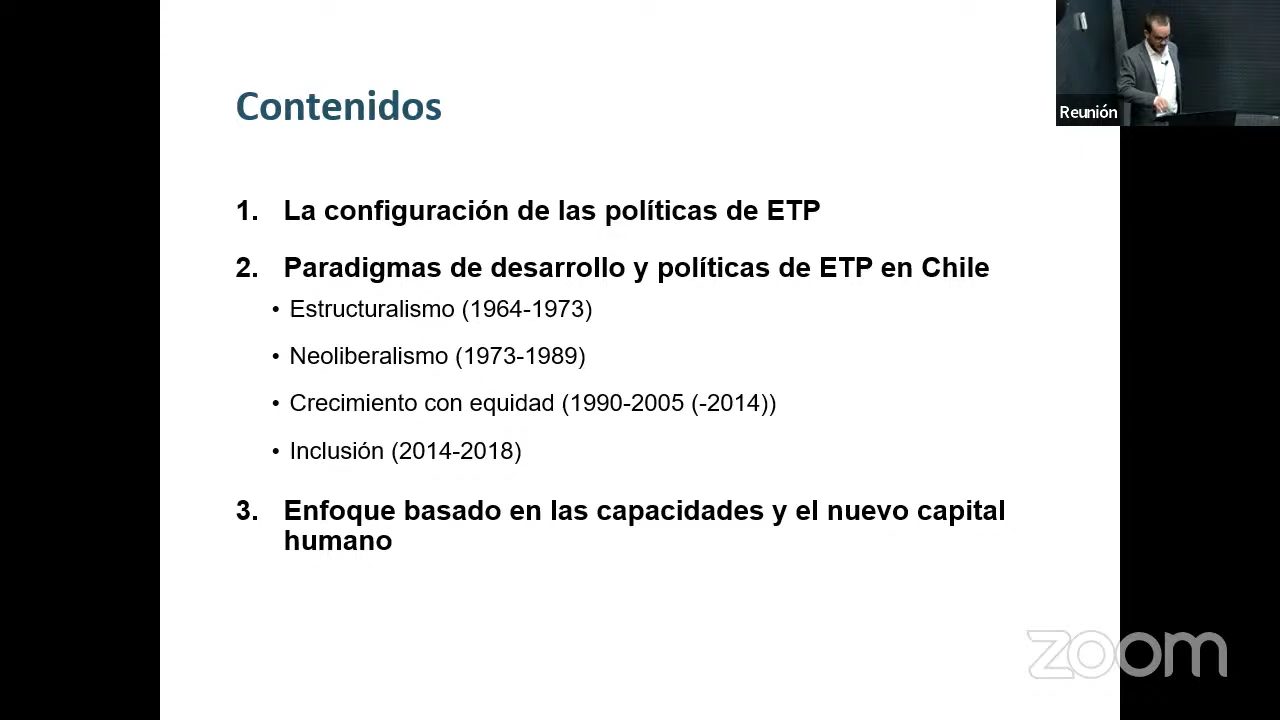 Contenidos
Reunión
1. La configuración de las políticas de ETP
2. Paradigmas de desarrollo y políticas de ETP en Chile
• Estructuralismo (1964-1973)
• Neoliberalismo (1973-1989)
• Crecimiento con equidad (1990-2005 (-2014))
• Inclusión (2014-2018)
3. Enfoque basado en las capacidades y el nuevo capital
humano
zoom